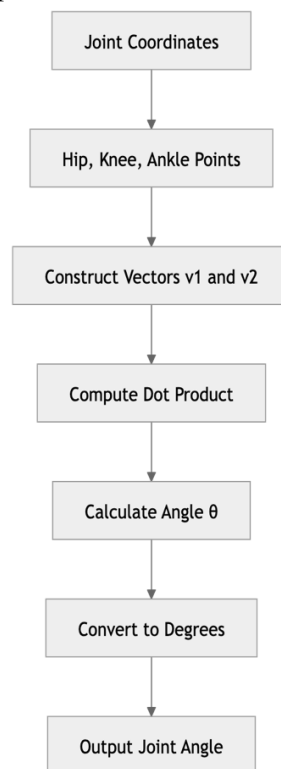 Joint Coordinates
Hip, Knee, Ankle Points
Construct Vectors v1 and v2
Compute Dot Product
Calculate Angle θ
Convert to Degrees
Output Joint Angle